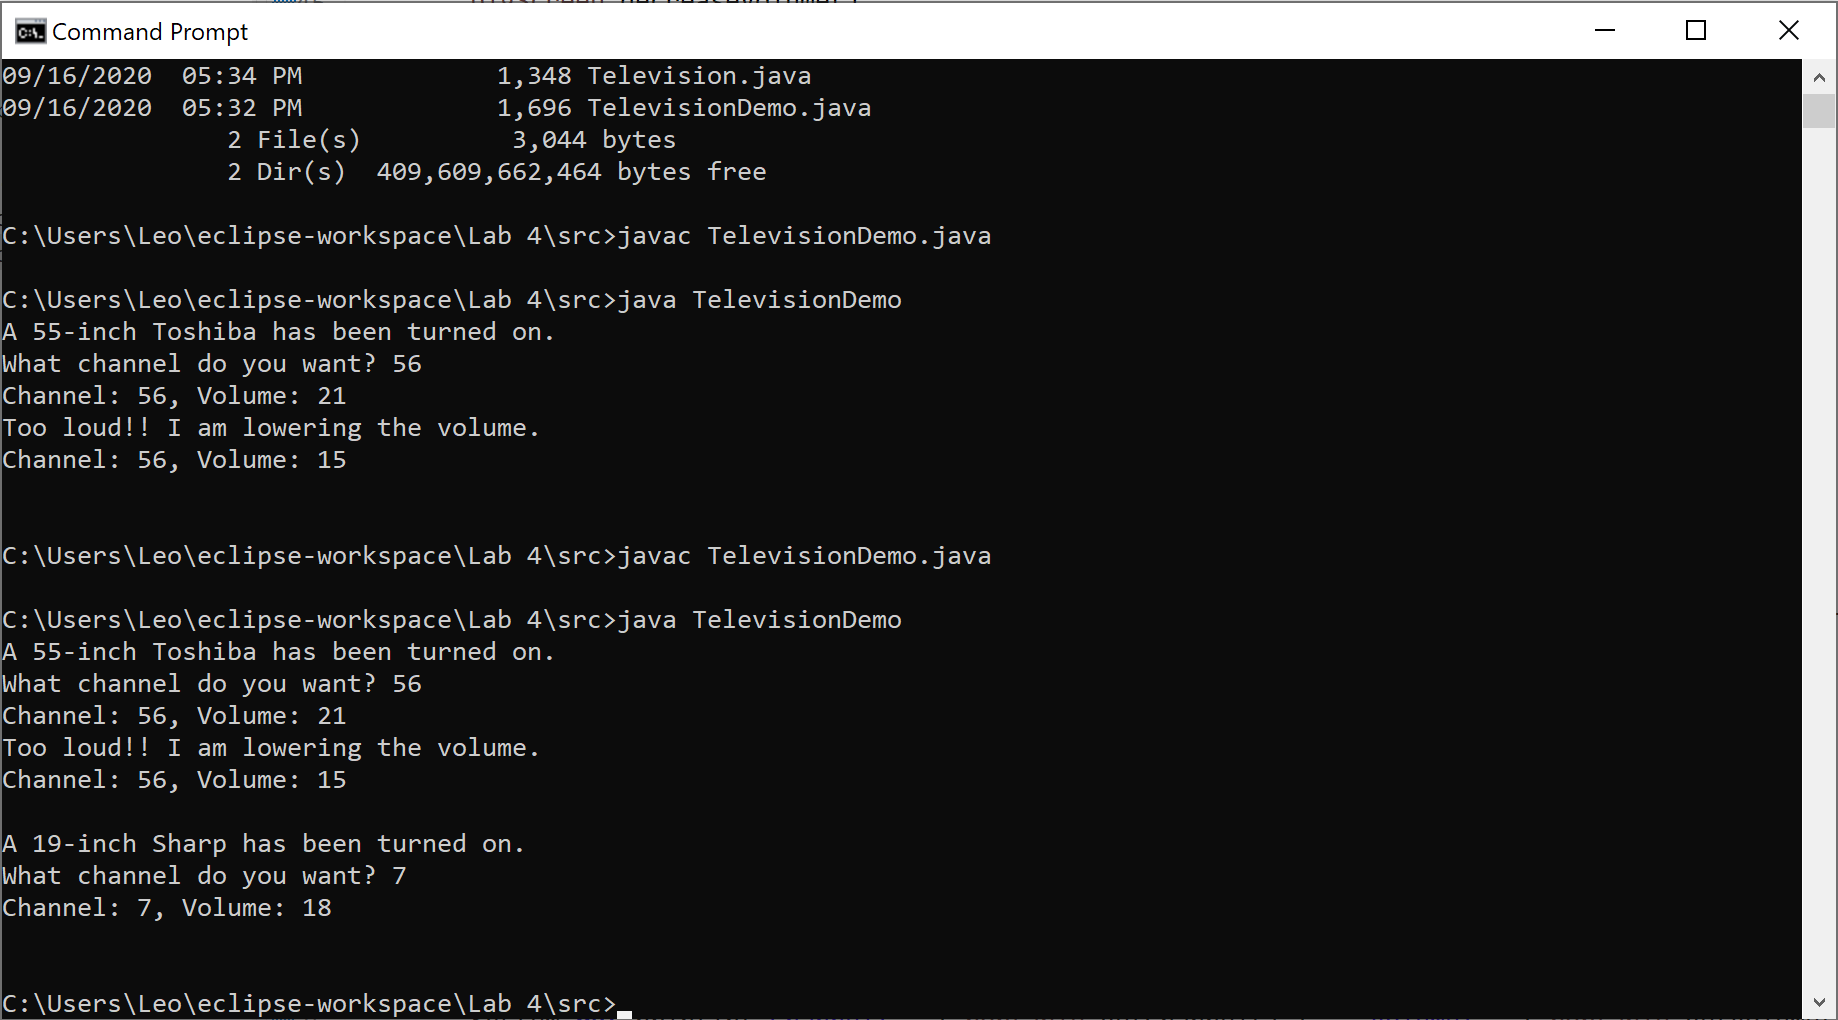 Command Prompt
09/16/2020  05:34 PM             1,348 Television.java
09/16/2020  05:32 PM             1,696 TelevisionDemo.java
               2 File(s)          3,044 bytes
               2 Dir(s)  409,609,662,464 bytes free
C:\Users\Leo\eclipse-workspace\Lab 4\src>javac TelevisionDemo.java
C:\Users\Leo\eclipse-workspace\Lab 4\src>java TelevisionDemo
A 55-inch Toshiba has been turned on.
What channel do you want? 56
Channel: 56, Volume: 21
Too loud!! I am lowering the volume.
Channel: 56, Volume: 15
C:\Users\Leo\eclipse-workspace\Lab 4\src>javac TelevisionDemo.java
C:\Users\Leo\eclipse-workspace\Lab 4\src>java TelevisionDemo
A 55-inch Toshiba has been turned on.
What channel do you want? 56
Channel: 56, Volume: 21
Too loud!! I am lowering the volume.
Channel: 56, Volume: 15
A 19-inch Sharp has been turned on.
What channel do you want? 7
Channel: 7, Volume: 18
C:\Users\Leo\eclipse-workspace\Lab 4\src>